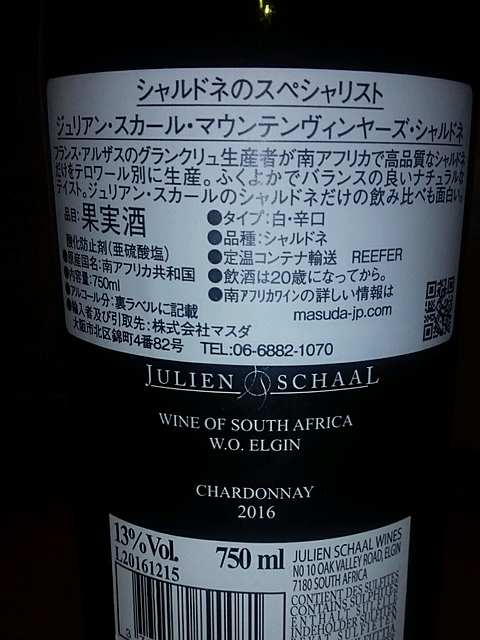 シャルドネのスペシャリスト
ジュリアン・スカール・マウンテンヴィンヤーズ・シャルドネ
フランス・アルザスのグランクリュ生産者が南アフリカで高品質なシャルドネ
だけをテロワール別に生産。ふくよかでバランスの良いナチュラルな
テイスト。ジュリアン・スカールのシャルドネだけの飲み比べも面白い。
品目:果実酒
酸化防止剤(亜硫酸塩)
●原産国名:南アフリカ共和国
●内容量:750ml
●アルコール分:裏ラベルに記載
●輸入者及び引取先:株式会社マスダ
大阪市北区錦町4番82号 TEL:06-6882-1070
●タイプ:白・辛口
●品種:シャルドネ
●定温コンテナ輸送 REEFER
●飲酒は20歳になってから。
●南アフリカワインの詳しい情報は
masuda-jp.com
JULIEN SCHAAL
WINE OF SOUTH AFRICA
W.O. ELGIN
CHARDONNAY
2016
13%Vol.
L20161215
750 ml
JULIEN SCHAAL WINES
NO 10 OAK VALLEY ROAD, ELGIN
7180 SOUTH AFRICA
CONTIENT DES SULFITES
CONTAINS SULPHITES
ENTHÄLT SULFITE
INDEHOLDER SULFITTER